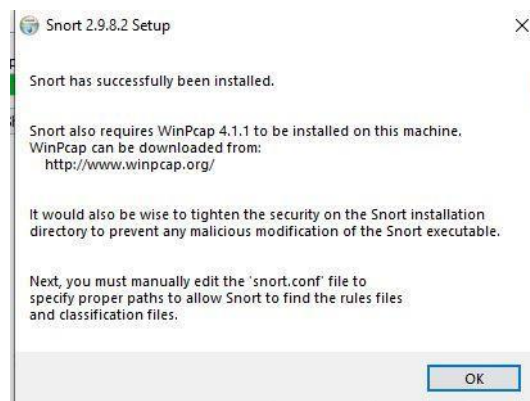 Snort 2.9.8.2 Setup
Snort has successfully been installed.
Snort also requires WinPcap 4.1.1 to be installed on this machine.
WinPcap can be downloaded from:
http://www.winpcap.org/
It would also be wise to tighten the security on the Snort installation
directory to prevent any malicious modification of the Snort executable.
Next, you must manually edit the 'snort.conf' file to
specify proper paths to allow Snort to find the rules files
and classification files.
OK